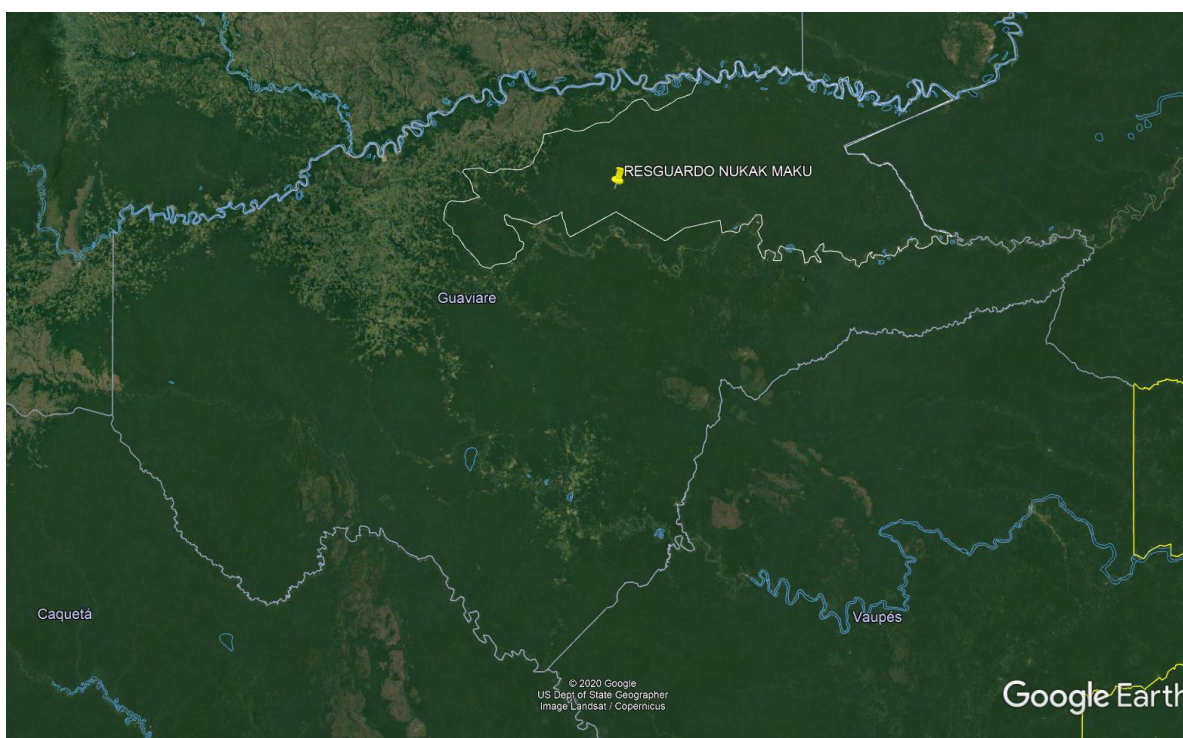 RESGUARDO NUKAK MAKU
Guaviare
Caquetá
Vaupés
© 2020 Google
US Dept of State Geographer
Image Landsat / Copernicus
Google Earth